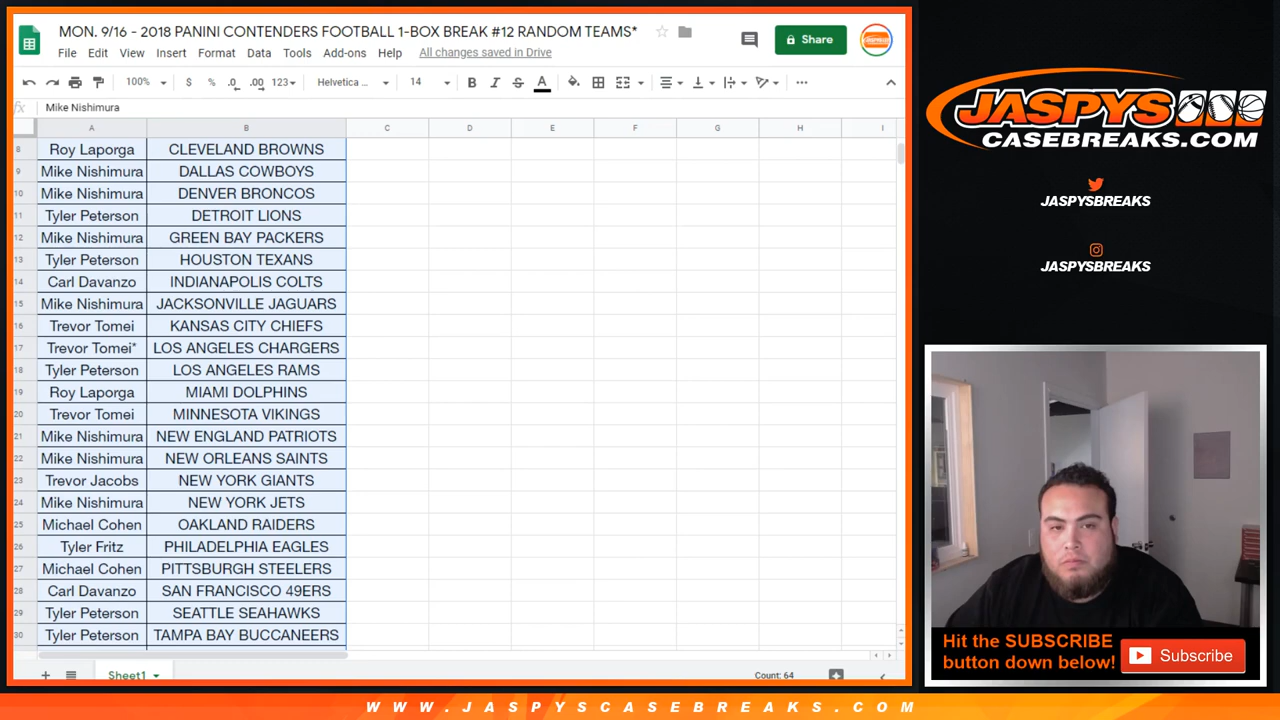 MON. 9/16 - 2018 PANINI CONTENDERS FOOTBALL 1-BOX BREAK #12 RANDOM TEAMS*
File Edit View Insert Format Data Tools Add-ons Help All changes saved in Drive
Share
100% $ % .0 .00 123 Helvetica ... 14 B I S A ...
fx Mike Nishimura
A B C D E F G H I
8 Roy Laporga CLEVELAND BROWNS
9 Mike Nishimura DALLAS COWBOYS
10 Mike Nishimura DENVER BRONCOS
11 Tyler Peterson DETROIT LIONS
12 Mike Nishimura GREEN BAY PACKERS
13 Tyler Peterson HOUSTON TEXANS
14 Carl Davanzo INDIANAPOLIS COLTS
15 Mike Nishimura JACKSONVILLE JAGUARS
16 Trevor Tomei KANSAS CITY CHIEFS
17 Trevor Tomei* LOS ANGELES CHARGERS
18 Tyler Peterson LOS ANGELES RAMS
19 Roy Laporga MIAMI DOLPHINS
20 Trevor Tomei MINNESOTA VIKINGS
21 Mike Nishimura NEW ENGLAND PATRIOTS
22 Mike Nishimura NEW ORLEANS SAINTS
23 Trevor Jacobs NEW YORK GIANTS
24 Mike Nishimura NEW YORK JETS
25 Michael Cohen OAKLAND RAIDERS
26 Tyler Fritz PHILADELPHIA EAGLES
27 Michael Cohen PITTSBURGH STEELERS
28 Carl Davanzo SAN FRANCISCO 49ERS
29 Tyler Peterson SEATTLE SEAHAWKS
30 Tyler Peterson TAMPA BAY BUCCANEERS
Sheet1
Count: 64
JASPYS
CASEBREAKS.COM
JASPYSBREAKS
JASPYSBREAKS
Hit the SUBSCRIBE
button down below!
Subscribe
WWW.JASPYSCASEBREAKS.COM